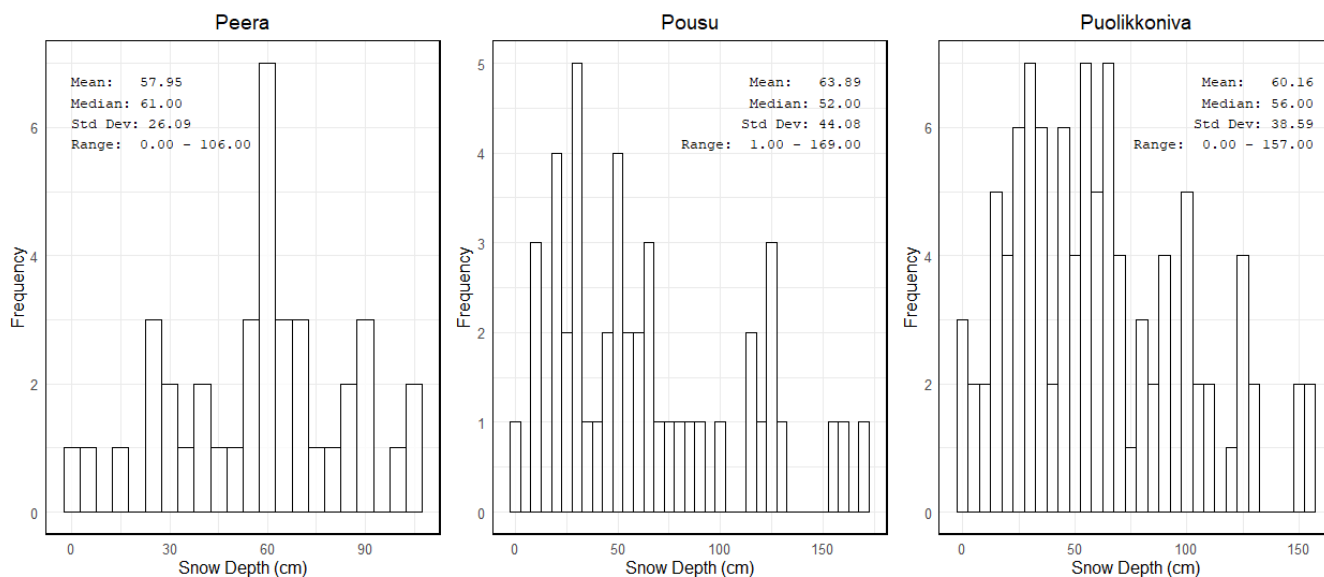 Peera
Mean: 57.95
Median: 61.00
Std Dev: 26.09
Range: 0.00 - 106.00
Frequency
0
2
4
6
0
30
60
90
Snow Depth (cm)
Pousu
Mean: 63.89
Median: 52.00
Std Dev: 44.08
Range: 1.00 - 169.00
Frequency
0
1
2
3
4
5
0
50
100
150
Snow Depth (cm)
Puolikkoniva
Mean: 60.16
Median: 56.00
Std Dev: 38.59
Range: 0.00 - 157.00
Frequency
0
2
4
6
0
50
100
150
Snow Depth (cm)